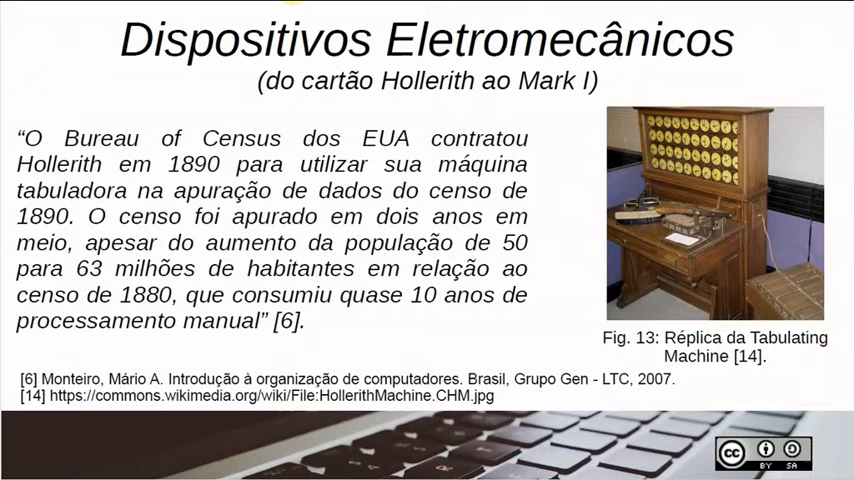 Dispositivos Eletromecânicos
(do cartão Hollerith ao Mark I)
“O Bureau of Census dos EUA contratou
Hollerith em 1890 para utilizar sua máquina
tabuladora na apuração de dados do censo de
1890. O censo foi apurado em dois anos em
meio, apesar do aumento da população de 50
para 63 milhões de habitantes em relação ao
censo de 1880, que consumiu quase 10 anos de
processamento manual” [6].
Fig. 13: Réplica da Tabulating
Machine [14].
[6] Monteiro, Mário A. Introdução à organização de computadores. Brasil, Grupo Gen - LTC, 2007.
[14] https://commons.wikimedia.org/wiki/File:HollerithMachine.CHM.jpg
cc
BY SA